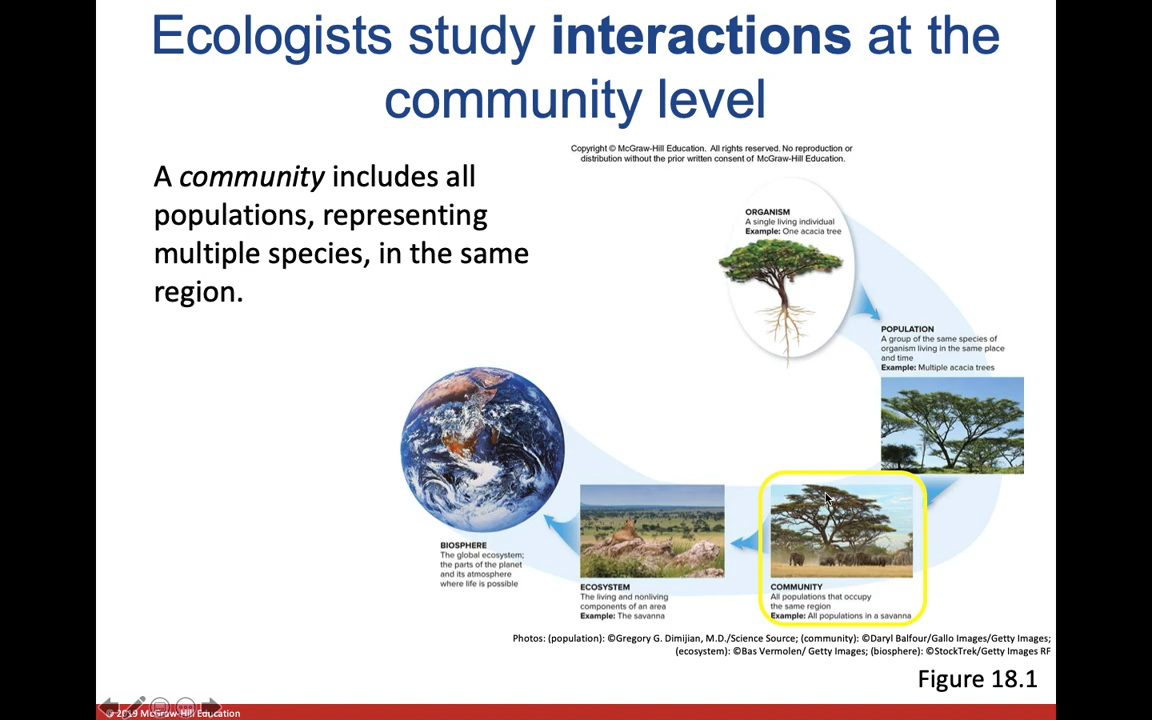 Ecologists study interactions at the
community level
Copyright © McGraw-Hill Education. All rights reserved. No reproduction or
distribution without the prior written consent of McGraw-Hill Education.
A community includes all
populations, representing
multiple species, in the same
region.
ORGANISM
A single living individual
Example: One acacia tree
POPULATION
A group of the same species of
organism living in the same place
and time
Example: Multiple acacia trees
COMMUNITY
All populations that occupy
the same region
Example: All populations in a savanna
ECOSYSTEM
The living and nonliving
components of an area
Example: The savanna
BIOSPHERE
The global ecosystem;
the parts of the planet
and its atmosphere
where life is possible
Photos: (population): ©Gregory G. Dimijian, M.D./Science Source; (community): ©Daryl Balfour/Gallo Images/Getty Images;
(ecosystem): ©Bas Vermolen/ Getty Images; (biosphere): ©StockTrek/Getty Images RF
Figure 18.1
© 2019 McGraw-Hill Education